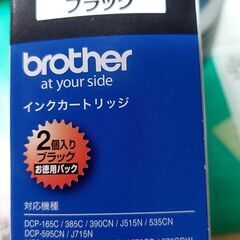 ブラック
brother
at your side
インクカートリッジ
2個入り
ブラック
お徳用パック
対応機種
DCP-165C / 385C / 390CN / J515N / 535CN
DCP-595CN / J715N